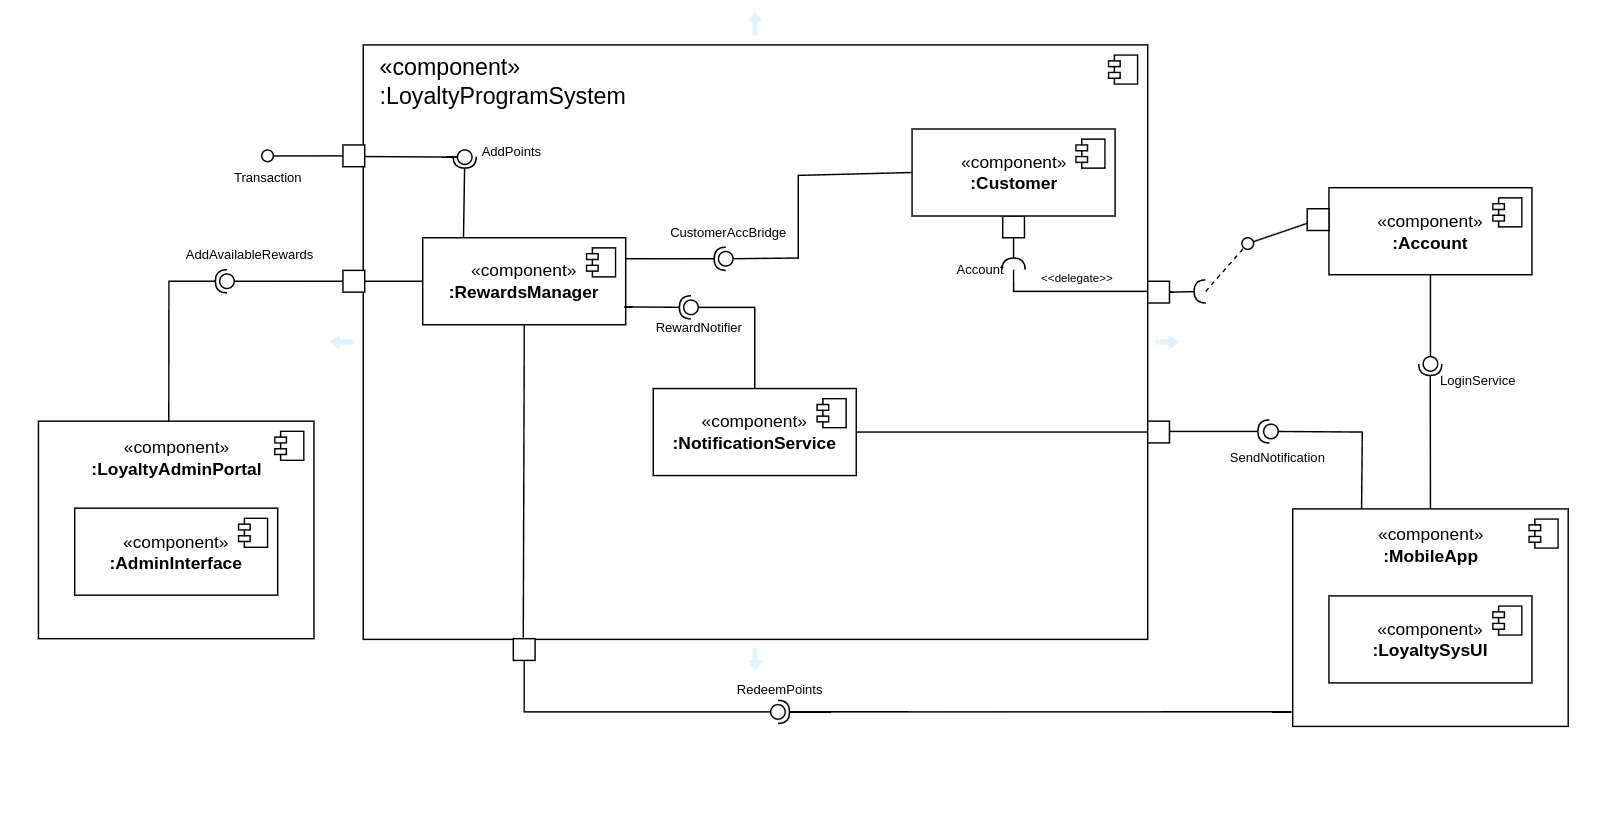 «component»
:LoyaltyProgramSystem
AddPoints
Transaction
«component»
:Customer
CustomerAccBridge
«component»
:Account
AddAvailableRewards
«component»
:RewardsManager
Account
<<delegate>>
RewardNotifier
LoginService
«component»
:NotificationService
SendNotification
«component»
:LoyaltyAdminPortal
«component»
:AdminInterface
«component»
:MobileApp
«component»
:LoyaltySysUI
RedeemPoints